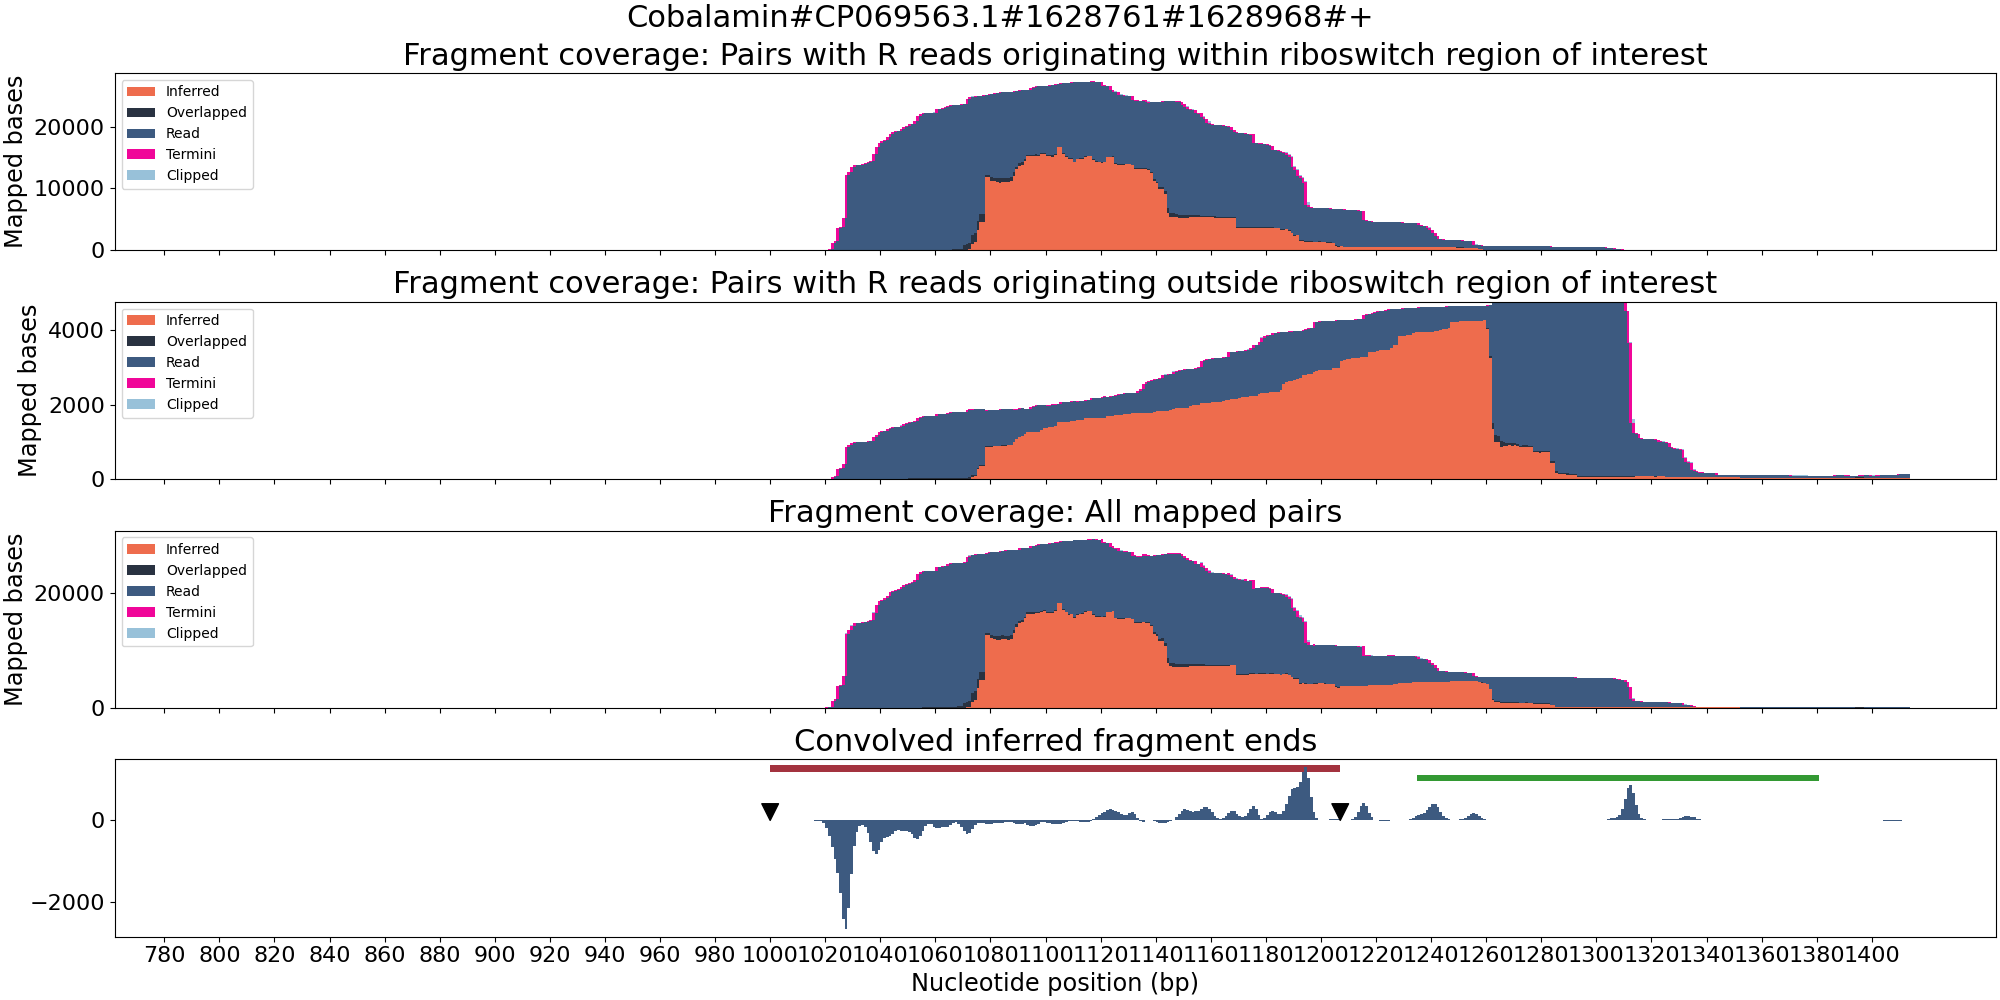 Cobalamin#CP069563.1#1628761#1628968#+
Fragment coverage: Pairs with R reads originating within riboswitch region of interest
Mapped bases
20000
10000
0
Inferred
Overlapped
Read
Termini
Clipped
Fragment coverage: Pairs with R reads originating outside riboswitch region of interest
Mapped bases
4000
2000
0
Inferred
Overlapped
Read
Termini
Clipped
Fragment coverage: All mapped pairs
Mapped bases
20000
0
Inferred
Overlapped
Read
Termini
Clipped
Convolved inferred fragment ends
0
−2000
780 800 820 840 860 880 900 920 940 960 980 1000 1020 1040 1060 1080 1100 1120 1140 1160 1180 1200 1220 1240 1260 1280 1300 1320 1340 1360 1380 1400
Nucleotide position (bp)